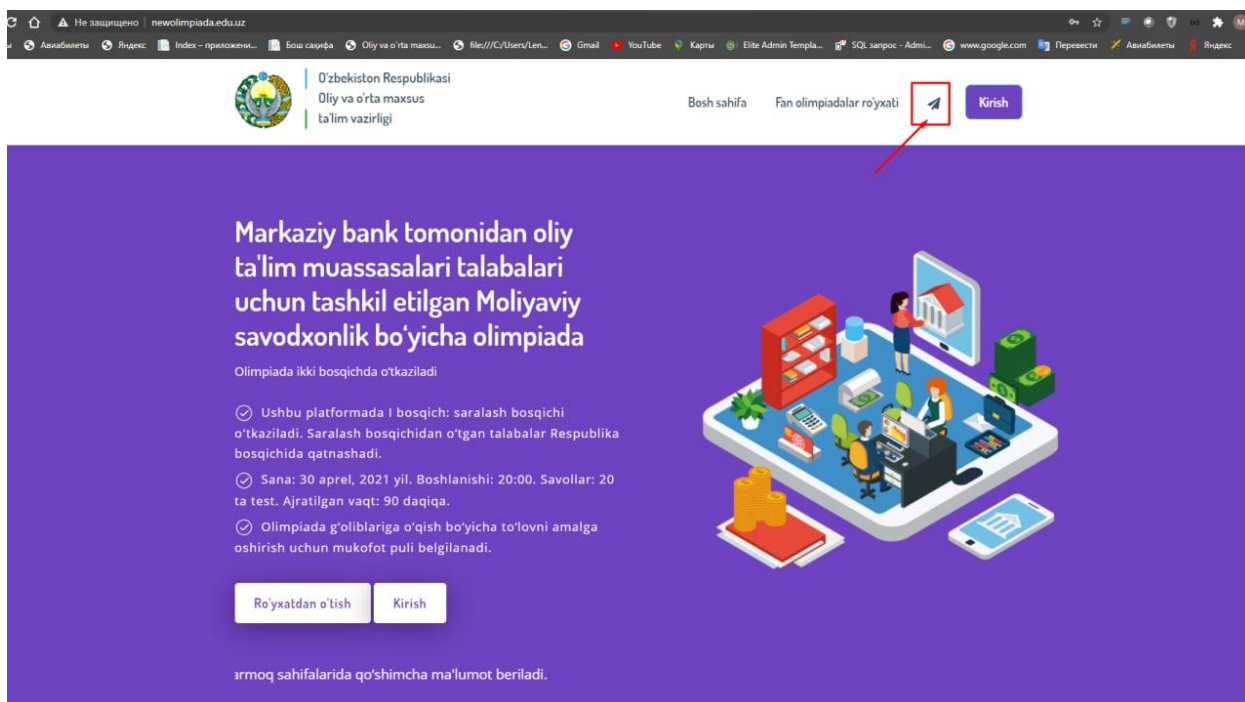 Не защищено | newolimpiada.edu.uz
Авиабилеты Яндекс Index – приложени... Бош саҳифа Oliy va o'rta maxsu... file:///C:/Users/Len... Gmail YouTube Карты Elite Admin Templa... SQL запрос - Admi... www.google.com Перевести Авиабилеты Яндекс
O'zbekiston Respublikasi
Oliy va o'rta maxsus
ta'lim vazirligi
Bosh sahifa Fan olimpiadalar ro'yxati Kirish
Markaziy bank tomonidan oliy
ta'lim muassasalari talabalari
uchun tashkil etilgan Moliyaviy
savodxonlik bo‘yicha olimpiada
Olimpiada ikki bosqichda o‘tkaziladi
Ushbu platformada I bosqich: saralash bosqichi
o‘tkaziladi. Saralash bosqichidan o‘tgan talabalar Respublika
bosqichida qatnashadi.
Sana: 30 aprel, 2021 yil. Boshlanishi: 20:00. Savollar: 20
ta test. Ajratilgan vaqt: 90 daqiqa.
Olimpiada g‘oliblariga o‘qish bo‘yicha to‘lovni amalga
oshirish uchun mukofot puli belgilanadi.
Ro'yxatdan o'tish Kirish
armoq sahifalarida qo‘shimcha ma'lumot beriladi.